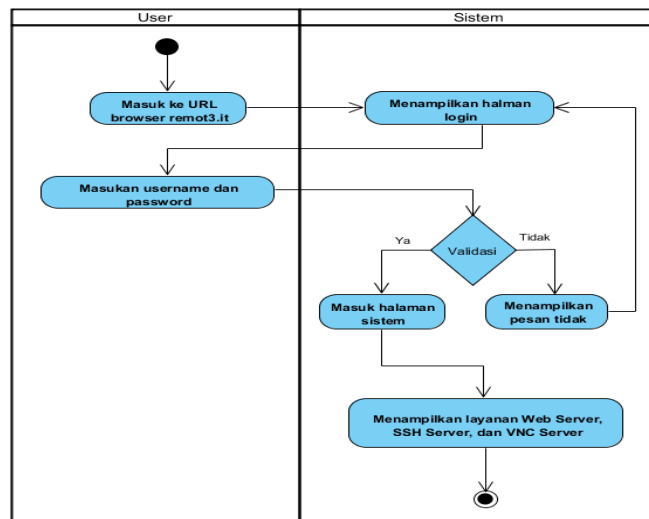 User
Sistem
Masuk ke URL
browser remot3.it
Menampilkan halman
login
Masukan username dan
password
Validasi
Ya
Tidak
Masuk halaman
sistem
Menampilkan
pesan tidak
Menampilkan layanan Web Server,
SSH Server, dan VNC Server